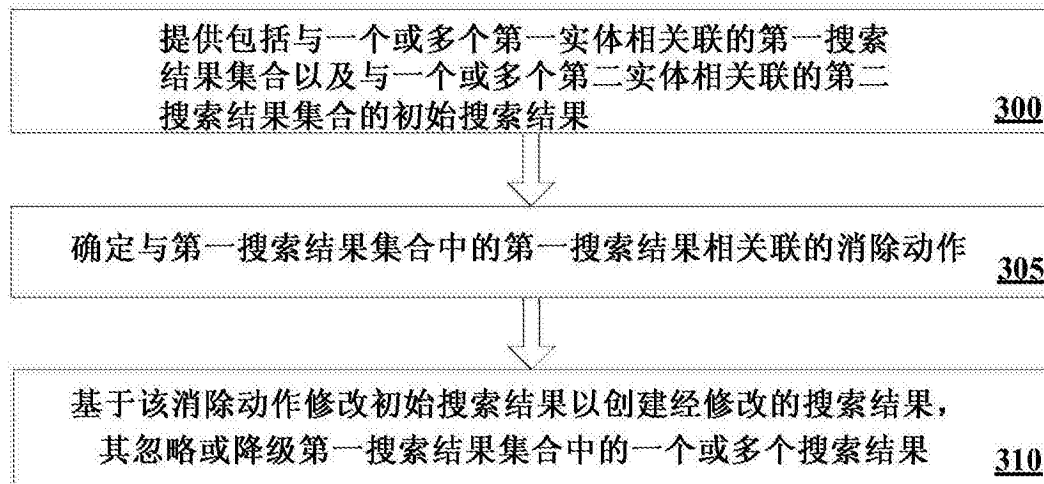 提供包括与一个或多个第一实体相关联的第一搜索
结果集合以及与一个或多个第二实体相关联的第二
搜索结果集合的初始搜索结果
300
确定与第一搜索结果集合中的第一搜索结果相关联的消除动作
305
基于该消除动作修改初始搜索结果以创建经修改的搜索结果，
其忽略或降级第一搜索结果集合中的一个或多个搜索结果
310